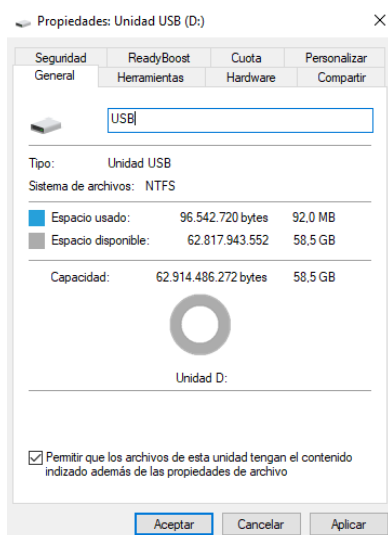 Propiedades: Unidad USB (D:)
Seguridad ReadyBoost Cuota Personalizar
General Herramientas Hardware Compartir
USB
Tipo: Unidad USB
Sistema de archivos: NTFS
Espacio usado: 96.542.720 bytes 92,0 MB
Espacio disponible: 62.817.943.552 58,5 GB
Capacidad: 62.914.486.272 bytes 58,5 GB
Unidad D:
Permitir que los archivos de esta unidad tengan el contenido
indizado además de las propiedades de archivo
Aceptar Cancelar Aplicar